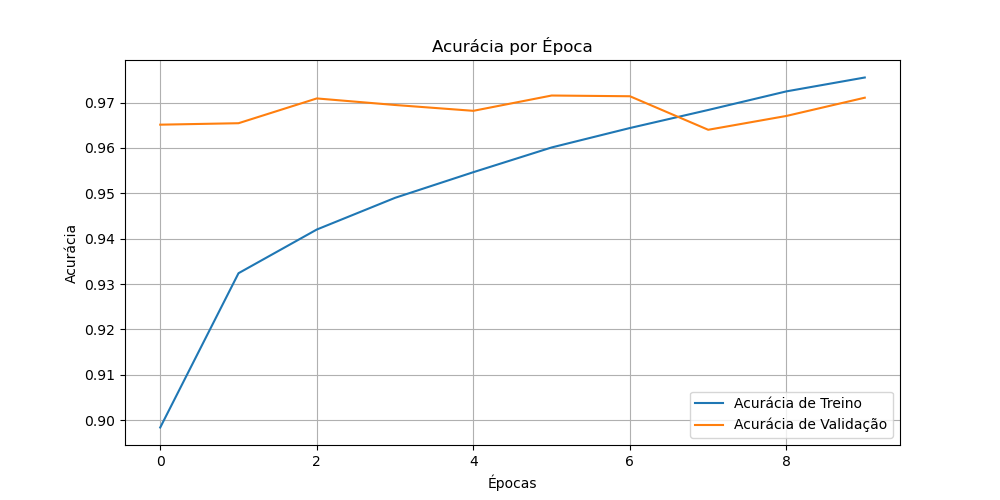 Acurácia por Época
Acurácia
0.97
0.96
0.95
0.94
0.93
0.92
0.91
0.90
0 2 4 6 8
Épocas
Acurácia de Treino
Acurácia de Validação